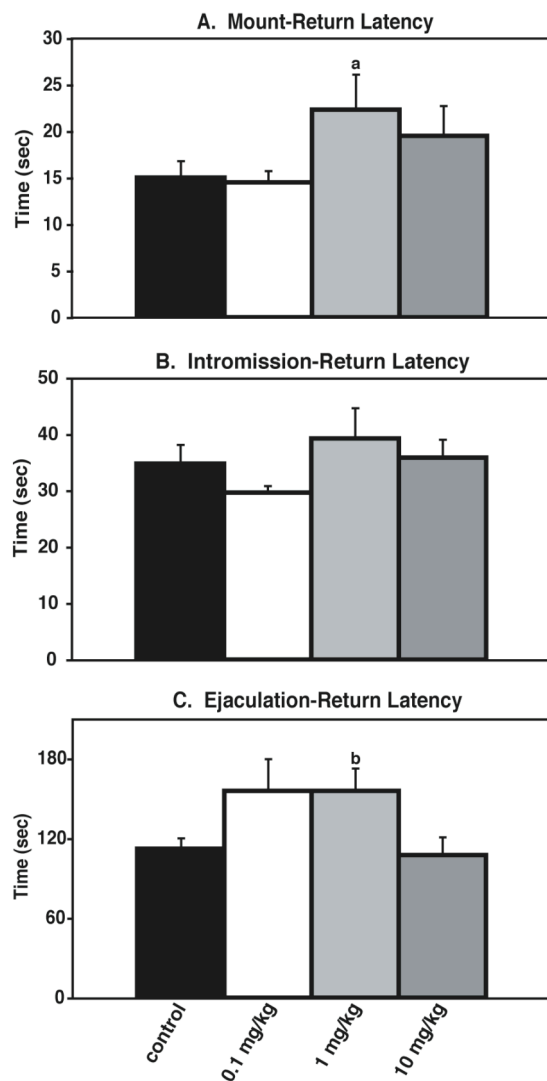 A. Mount-Return Latency
30
25
20
15
10
5
0
Time (sec)
a
B. Intromission-Return Latency
50
40
30
20
10
0
Time (sec)
C. Ejaculation-Return Latency
180
120
60
0
Time (sec)
b
control
0.1 mg/kg
1 mg/kg
10 mg/kg